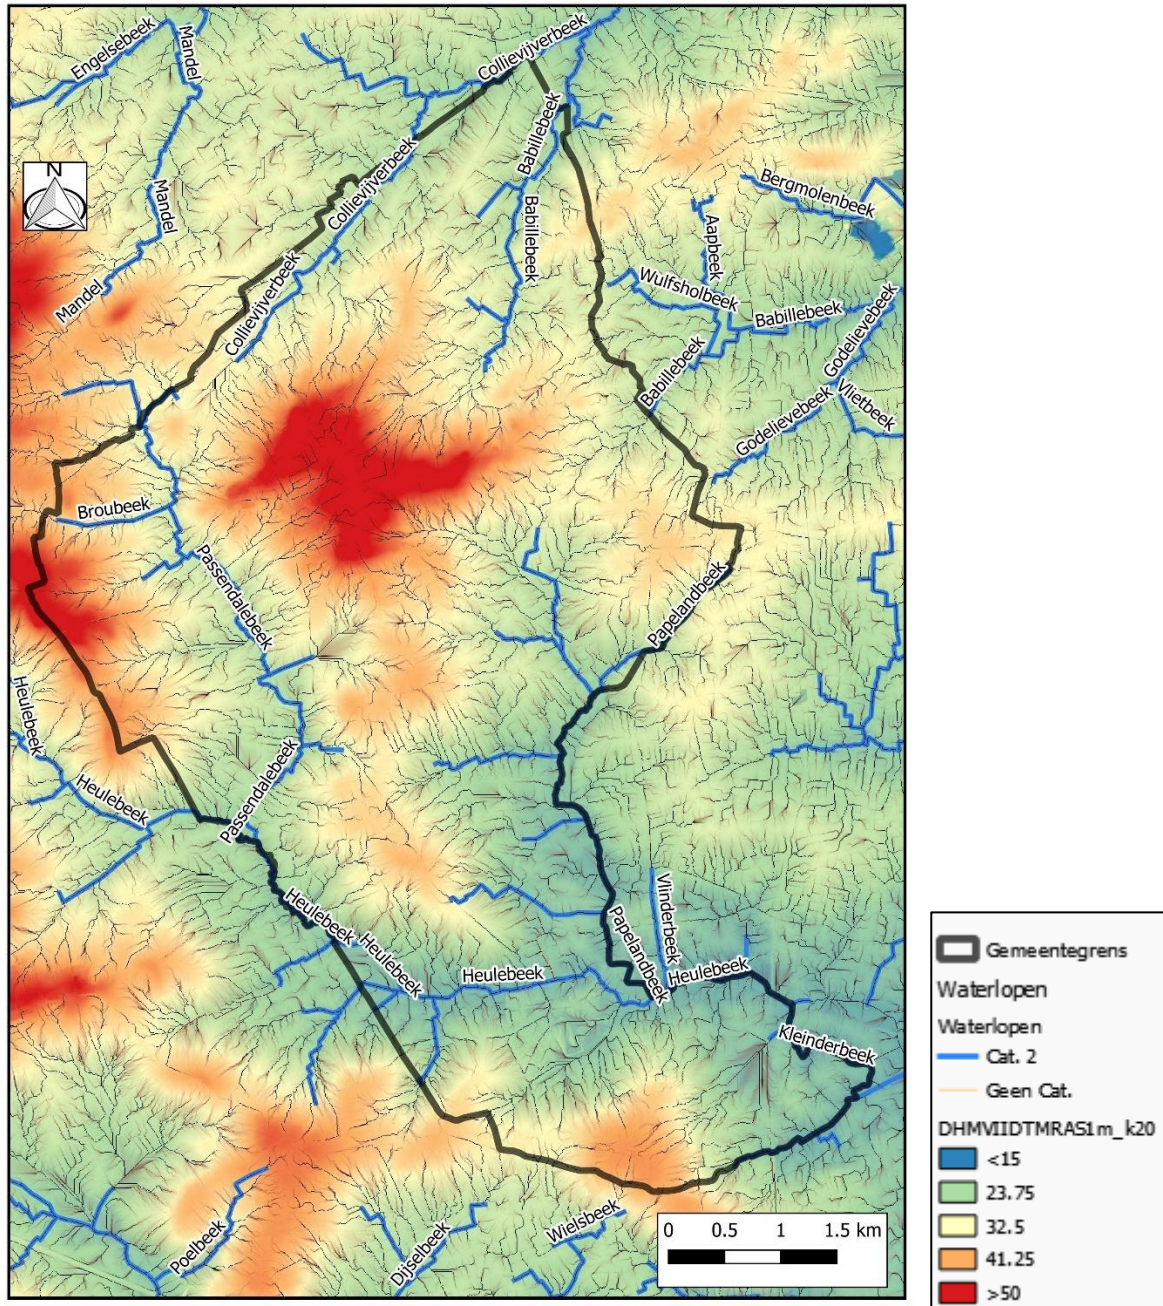 Engelsebeek
Mandel
Collievijverbeek
Babillebeek
N
Mandel
Collievijverbeek
Babillebeek
Bergmolenbeek
Aapbeek
Mandel
Collievijverbeek
Wulfsholbeek
Babillebeek
Godelievebeek
Babillebeek
Godelievebeek
Vlietbeek
Broubeek
Passendalebeek
Papelandbeek
Heulebeek
Heulebeek
Passendalebeek
Heulebeek
Heulebeek
Heulebeek
Papelandbeek
Vlinderbeek
Heulebeek
Kleinderbeek
Poelbeek
Dijselbeek
Wielsbeek
0 0.5 1 1.5 km
Gemeentegrens
Waterlopen
Waterlopen
Cat. 2
Geen Cat.
DHMVIIDTMRAS1m_k20
<15
23.75
32.5
41.25
>50